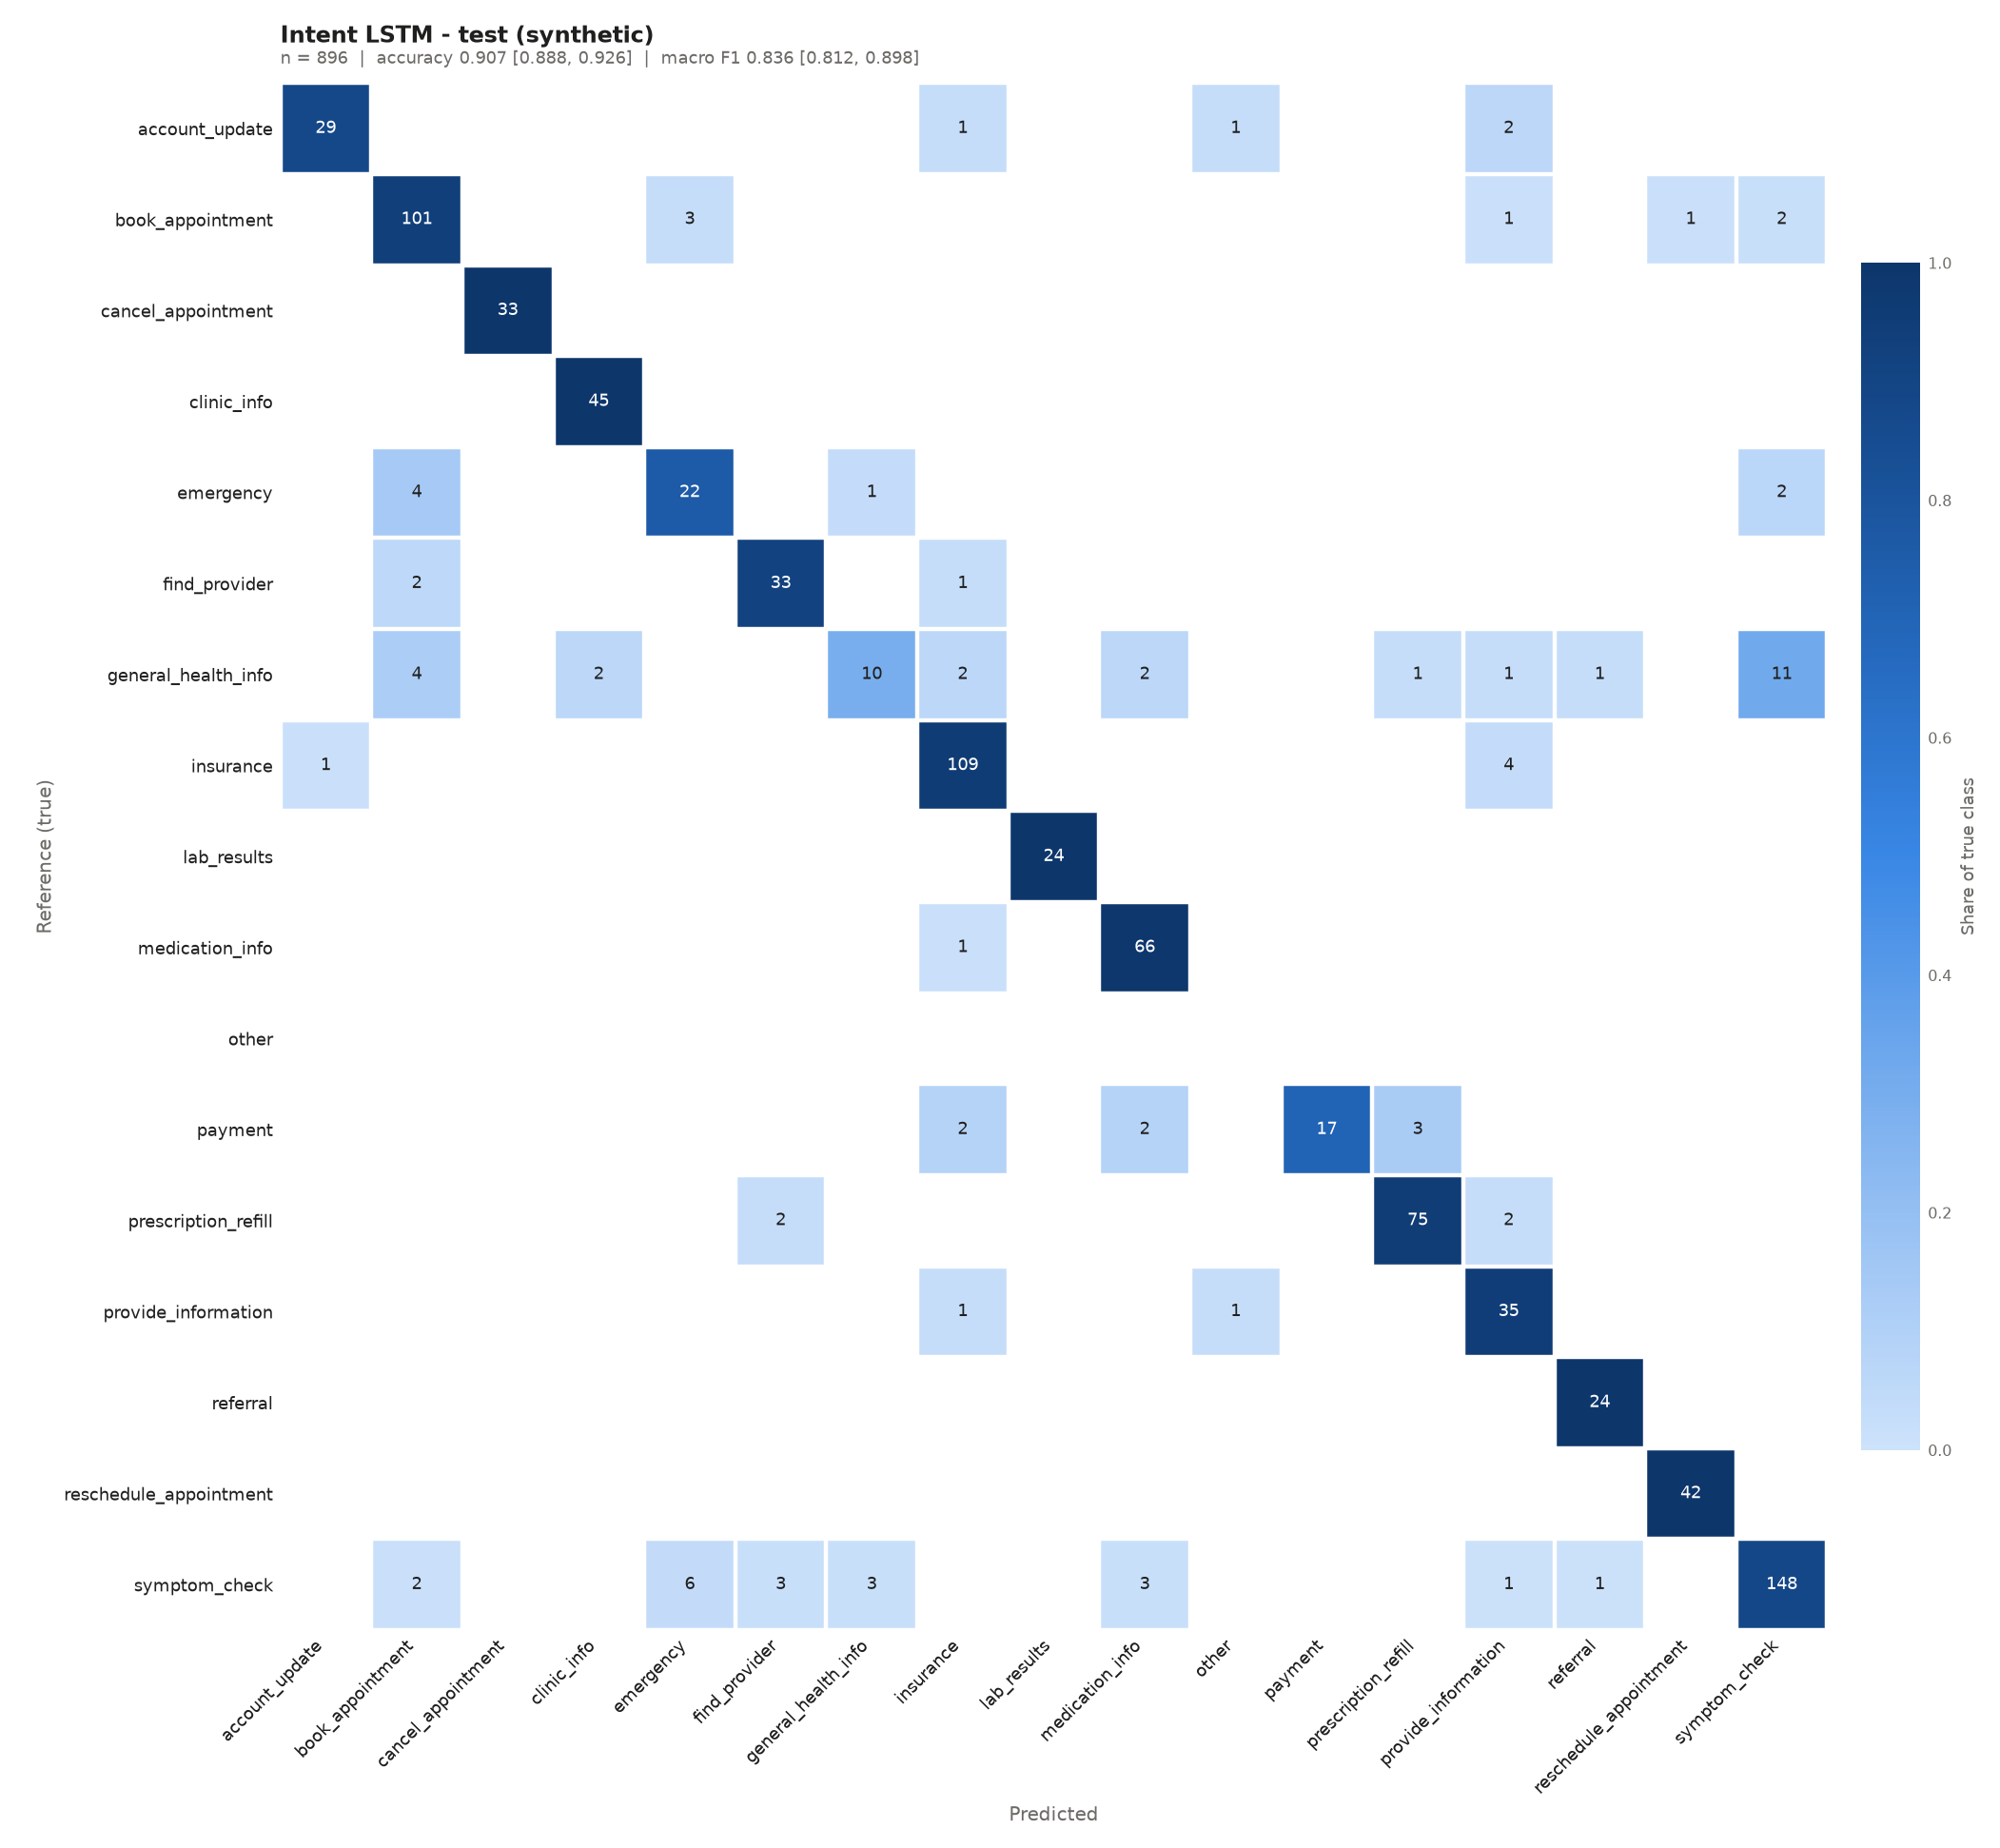 Intent LSTM - test (synthetic)
n = 896 | accuracy 0.907 [0.888, 0.926] | macro F1 0.836 [0.812, 0.898]
account_update 29 1 1 2
book_appointment 101 3 1 1 2
cancel_appointment 33
clinic_info 45
emergency 4 22 1 2
find_provider 2 33 1
general_health_info 4 2 10 2 2 1 1 1 11
insurance 1 109 4
lab_results 24
medication_info 1 66
other
payment 2 2 17 3
prescription_refill 2 75 2
provide_information 1 1 35
referral 24
reschedule_appointment 42
symptom_check 2 6 3 3 3 1 1 148
Reference (true)
account_update
book_appointment
cancel_appointment
clinic_info
emergency
find_provider
general_health_info
insurance
lab_results
medication_info
other
payment
prescription_refill
provide_information
referral
reschedule_appointment
symptom_check
Predicted
1.0
0.8
0.6
0.4
0.2
0.0
Share of true class